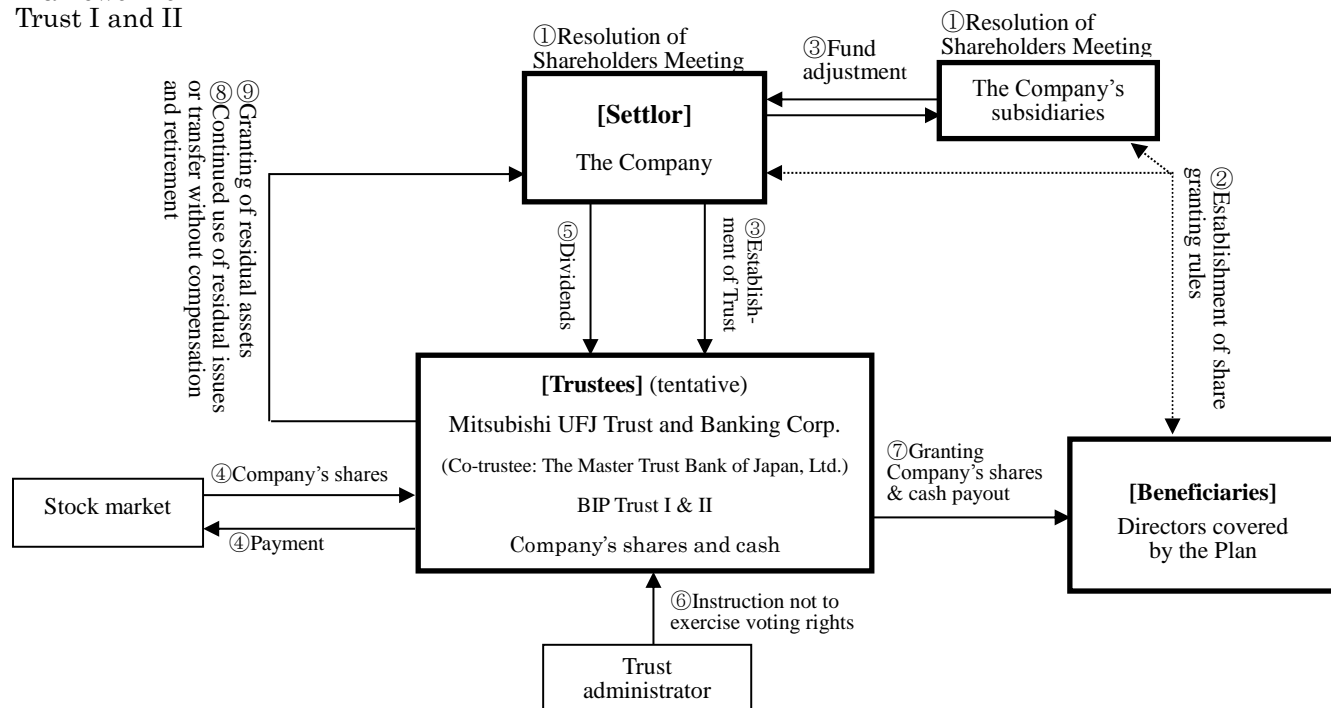 Trust I and II
①Resolution of
Shareholders Meeting
③Fund
adjustment
①Resolution of
Shareholders Meeting
[Settlor]
The Company
The Company's
subsidiaries
⑨Granting of residual assets
⑧Continued use of residual issues
or transfer without compensation
and retirement
⑤Dividends
③Establish-
ment of Trust
②Establishment of share
granting rules
[Trustees] (tentative)
Mitsubishi UFJ Trust and Banking Corp.
(Co-trustee: The Master Trust Bank of Japan, Ltd.)
BIP Trust I & II
Company's shares and cash
Stock market
④Company's shares
④Payment
⑦Granting
Company's shares
& cash payout
[Beneficiaries]
Directors covered
by the Plan
⑥Instruction not to
exercise voting rights
Trust
administrator